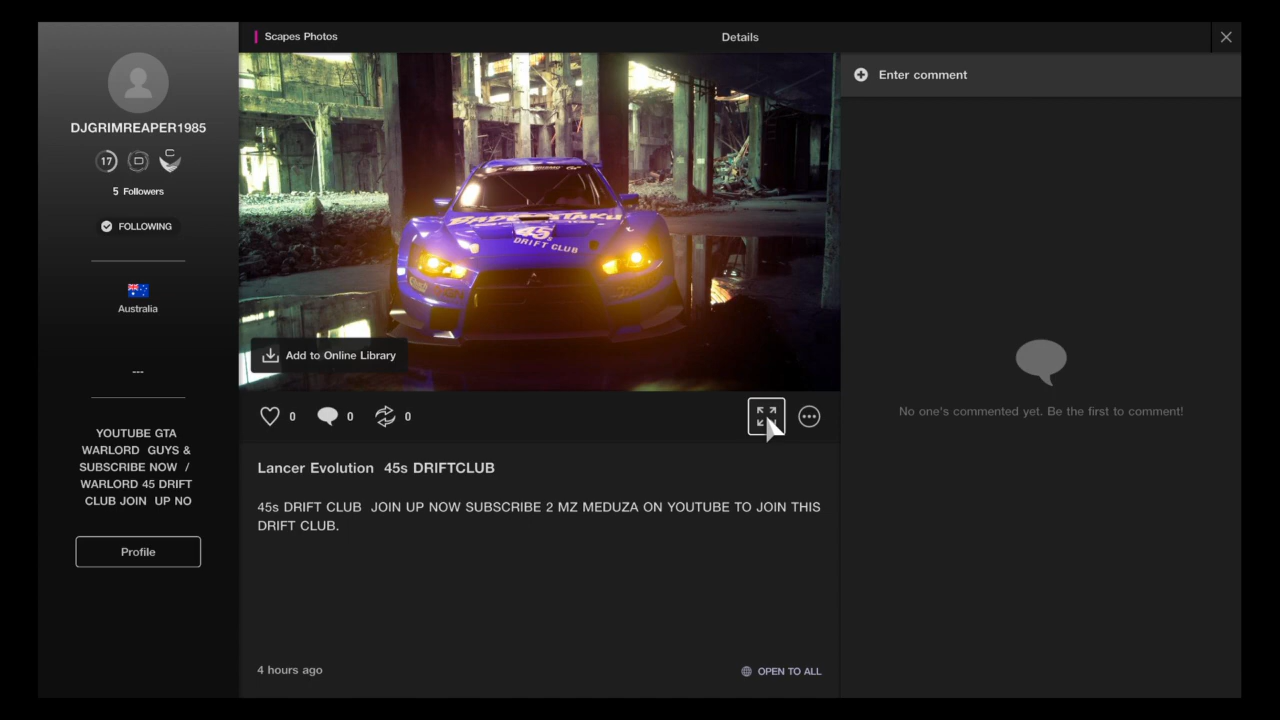 Scapes Photos
Details
DJGRIMREAPER1985
17
5 Followers
FOLLOWING
Australia
---
YOUTUBE GTA
WARLORD GUYS &
SUBSCRIBE NOW /
WARLORD 45 DRIFT
CLUB JOIN UP NO
Profile
45s
DRIFT CLUB
Add to Online Library
0
0
0
Lancer Evolution 45s DRIFTCLUB
45s DRIFT CLUB JOIN UP NOW SUBSCRIBE 2 MZ MEDUZA ON YOUTUBE TO JOIN THIS
DRIFT CLUB.
4 hours ago
OPEN TO ALL
Enter comment
No one's commented yet. Be the first to comment!